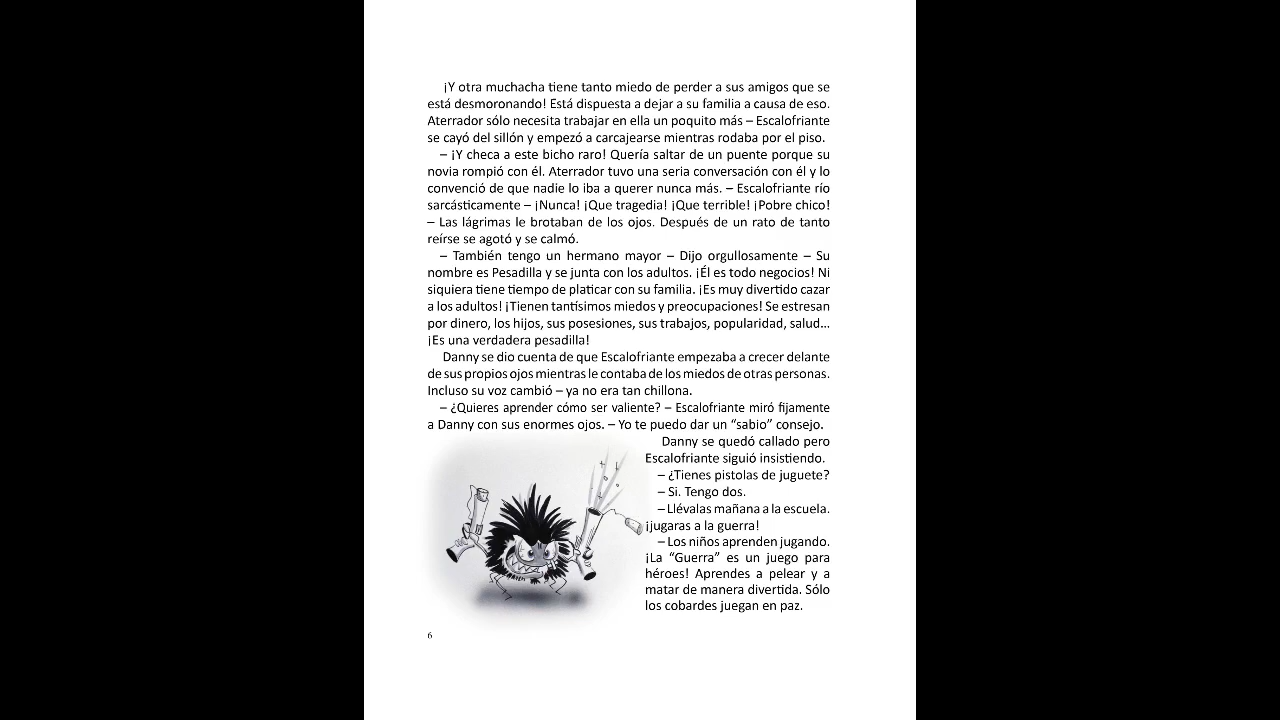 ¡Y otra muchacha tiene tanto miedo de perder a sus amigos que se
está desmoronando! Está dispuesta a dejar a su familia a causa de eso.
Aterrador sólo necesita trabajar en ella un poquito más – Escalofriante
se cayó del sillón y empezó a carcajearse mientras rodaba por el piso.
– ¡Y checa a este bicho raro! Quería saltar de un puente porque su
novia rompió con él. Aterrador tuvo una seria conversación con él y lo
convenció de que nadie lo iba a querer nunca más. – Escalofriante río
sarcásticamente – ¡Nunca! ¡Que tragedia! ¡Que terrible! ¡Pobre chico!
– Las lágrimas le brotaban de los ojos. Después de un rato de tanto
reírse se agotó y se calmó.
– También tengo un hermano mayor – Dijo orgullosamente – Su
nombre es Pesadilla y se junta con los adultos. ¡Él es todo negocios! Ni
siquiera tiene tiempo de platicar con su familia. ¡Es muy divertido cazar
a los adultos! ¡Tienen tantísimos miedos y preocupaciones! Se estresan
por dinero, los hijos, sus posesiones, sus trabajos, popularidad, salud...
¡Es una verdadera pesadilla!
Danny se dio cuenta de que Escalofriante empezaba a crecer delante
de sus propios ojos mientras le contaba de los miedos de otras personas.
Incluso su voz cambió – ya no era tan chillona.
– ¿Quieres aprender cómo ser valiente? – Escalofriante miró fijamente
a Danny con sus enormes ojos. – Yo te puedo dar un “sabio” consejo.
Danny se quedó callado pero
Escalofriante siguió insistiendo.
– ¿Tienes pistolas de juguete?
– Si. Tengo dos.
– Llévalas mañana a la escuela.
¡jugaras a la guerra!
– Los niños aprenden jugando.
¡La “Guerra” es un juego para
héroes! Aprendes a pelear y a
matar de manera divertida. Sólo
los cobardes juegan en paz.
6